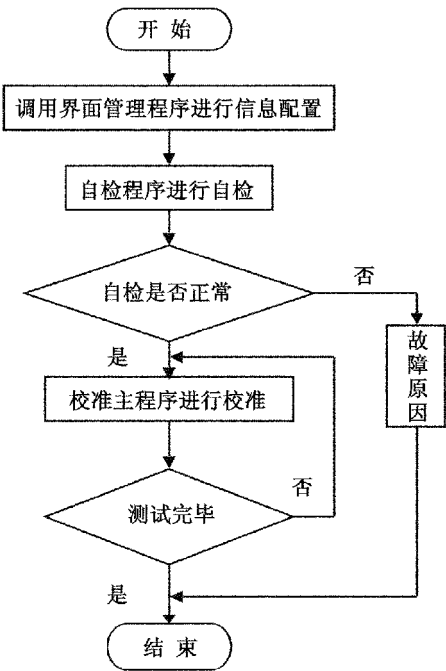 开 始
调用界面管理程序进行信息配置
自检程序进行自检
自检是否正常
否
是
故障原因
校准主程序进行校准
否
测试完毕
是
结 束